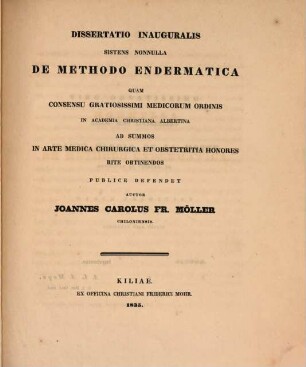 DISSERTATIO INAUGURALIS
SISTENS NONNULLA
DE METHODO ENDERMATICA
QUAM
CONSENSU GRATIOSISSIMI MEDICORUM ORDINIS
IN ACADEMIA CHRISTIANA ALBERTINA
AD SUMMOS
IN ARTE MEDICA CHIRURGICA ET OBSTETRITIA HONORES
RITE OBTINENDOS
PUBLICE DEFENDET
AUCTOR
JOANNES CAROLUS FR. MÖLLER
CHILONIENSIS.
KILIAE.
EX OFFICINA CHRISTIANI FRIDERICI MOHR.
1835.